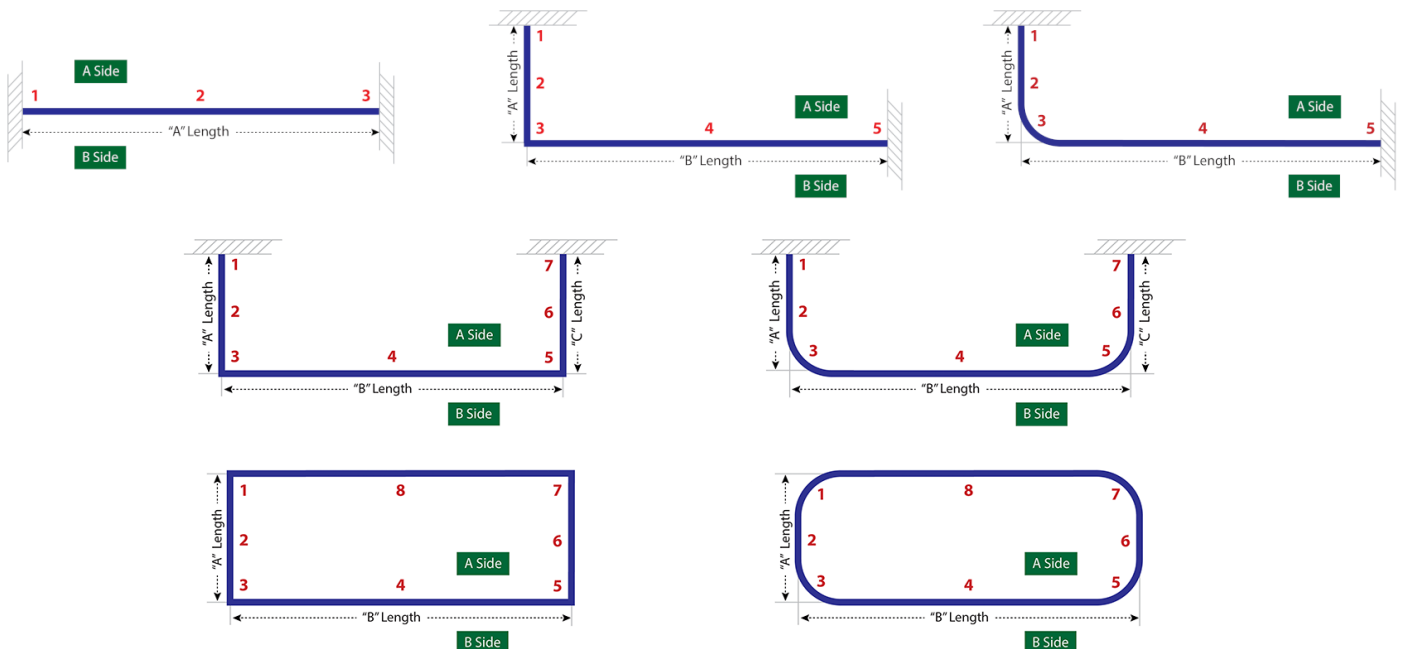 A Side
1 2 3
“A” Length
B Side
1
“A” Length
2
A Side
3 4 5
“B” Length
B Side
1
“A” Length
2
A Side
3 4 5
“B” Length
B Side
1 7
“A” Length
“C” Length
2 6
A Side
3 4 5
“B” Length
B Side
1 7
“A” Length
“C” Length
2 6
A Side
3 4 5
“B” Length
B Side
1 8 7
“A” Length
2 6
A Side
3 4 5
“B” Length
B Side
1 8 7
“A” Length
2 6
A Side
3 4 5
“B” Length
B Side